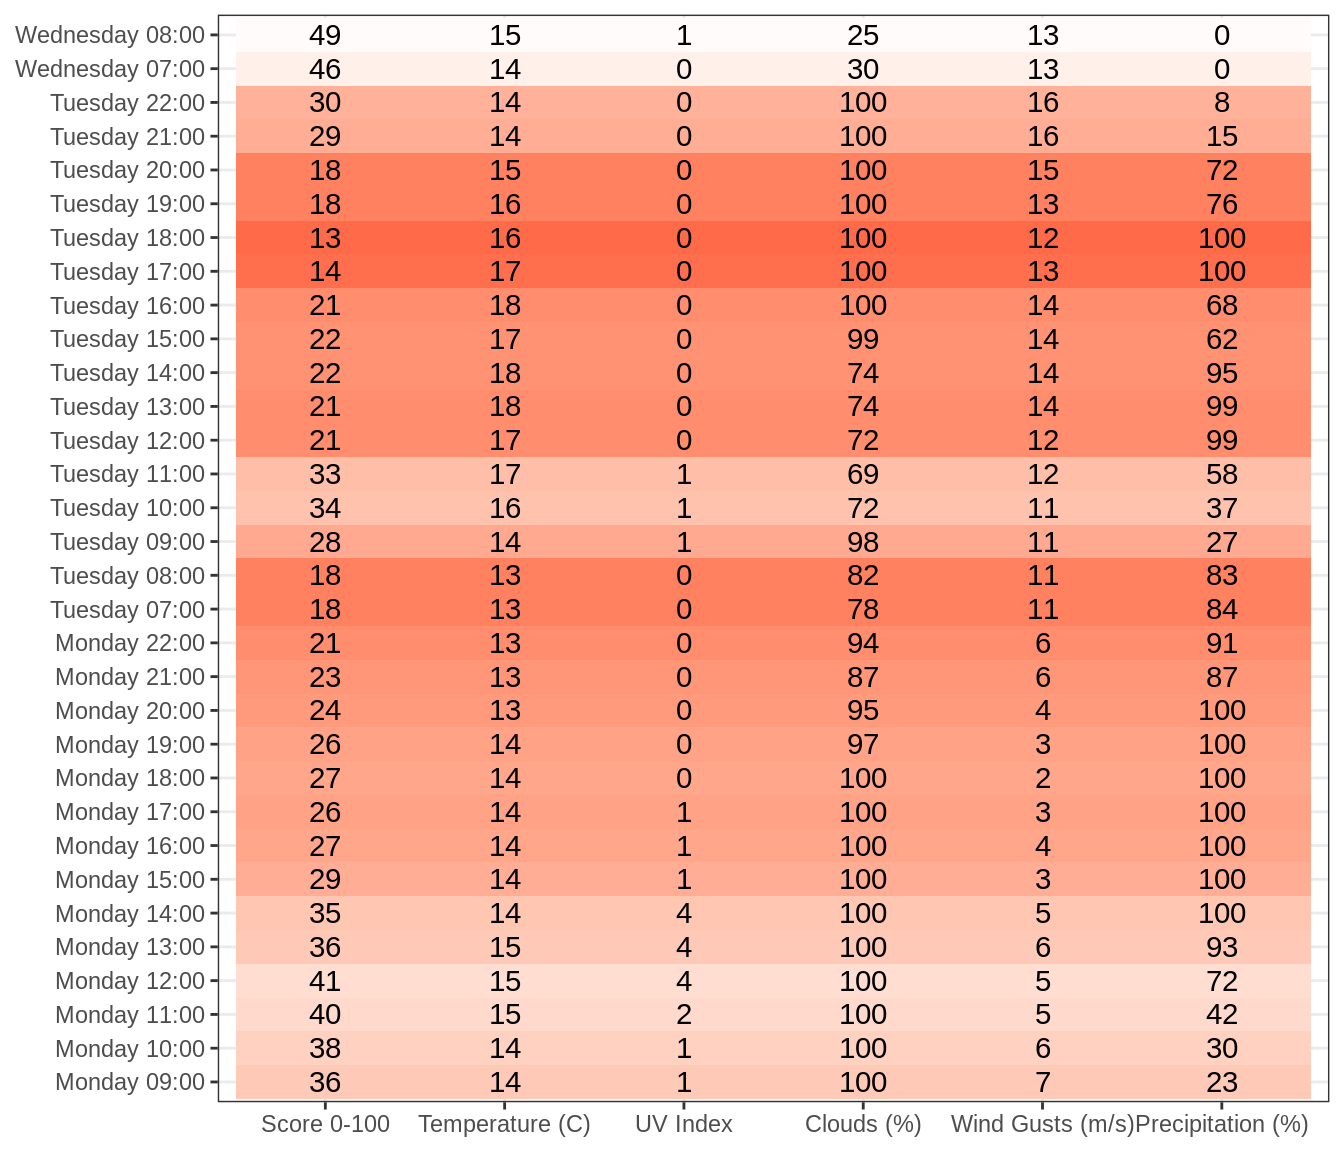 Wednesday 08:00 49 15 1 25 13 0
Wednesday 07:00 46 14 0 30 13 0
Tuesday 22:00 30 14 0 100 16 8
Tuesday 21:00 29 14 0 100 16 15
Tuesday 20:00 18 15 0 100 15 72
Tuesday 19:00 18 16 0 100 13 76
Tuesday 18:00 13 16 0 100 12 100
Tuesday 17:00 14 17 0 100 13 100
Tuesday 16:00 21 18 0 100 14 68
Tuesday 15:00 22 17 0 99 14 62
Tuesday 14:00 22 18 0 74 14 95
Tuesday 13:00 21 18 0 74 14 99
Tuesday 12:00 21 17 0 72 12 99
Tuesday 11:00 33 17 1 69 12 58
Tuesday 10:00 34 16 1 72 11 37
Tuesday 09:00 28 14 1 98 11 27
Tuesday 08:00 18 13 0 82 11 83
Tuesday 07:00 18 13 0 78 11 84
Monday 22:00 21 13 0 94 6 91
Monday 21:00 23 13 0 87 6 87
Monday 20:00 24 13 0 95 4 100
Monday 19:00 26 14 0 97 3 100
Monday 18:00 27 14 0 100 2 100
Monday 17:00 26 14 1 100 3 100
Monday 16:00 27 14 1 100 4 100
Monday 15:00 29 14 1 100 3 100
Monday 14:00 35 14 4 100 5 100
Monday 13:00 36 15 4 100 6 93
Monday 12:00 41 15 4 100 5 72
Monday 11:00 40 15 2 100 5 42
Monday 10:00 38 14 1 100 6 30
Monday 09:00 36 14 1 100 7 23
Score 0-100 Temperature (C) UV Index Clouds (%) Wind Gusts (m/s) Precipitation (%)